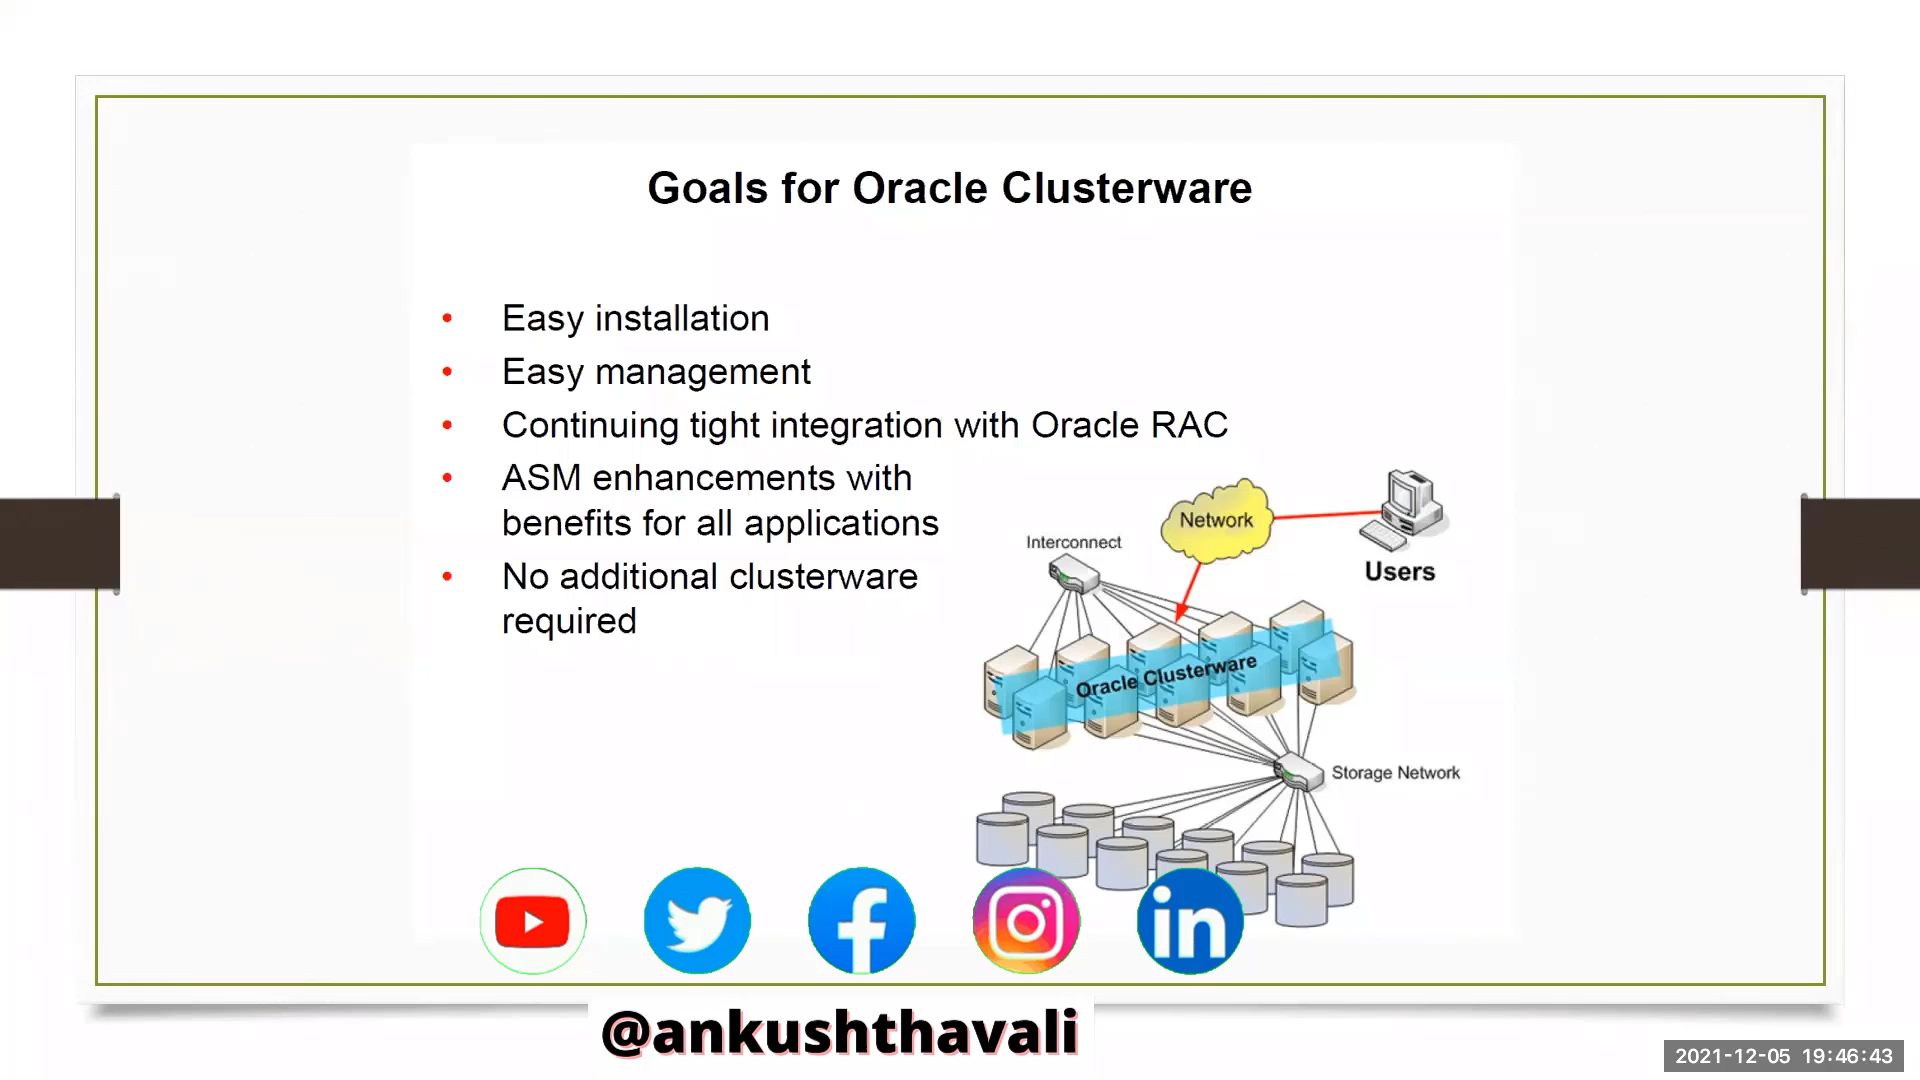 Goals for Oracle Clusterware
• Easy installation
• Easy management
• Continuing tight integration with Oracle RAC
• ASM enhancements with
benefits for all applications
• No additional clusterware
required
Network
Interconnect
Users
Oracle Clusterware
Storage Network
in
@ankushthavali
2021-12-05 19:46:43